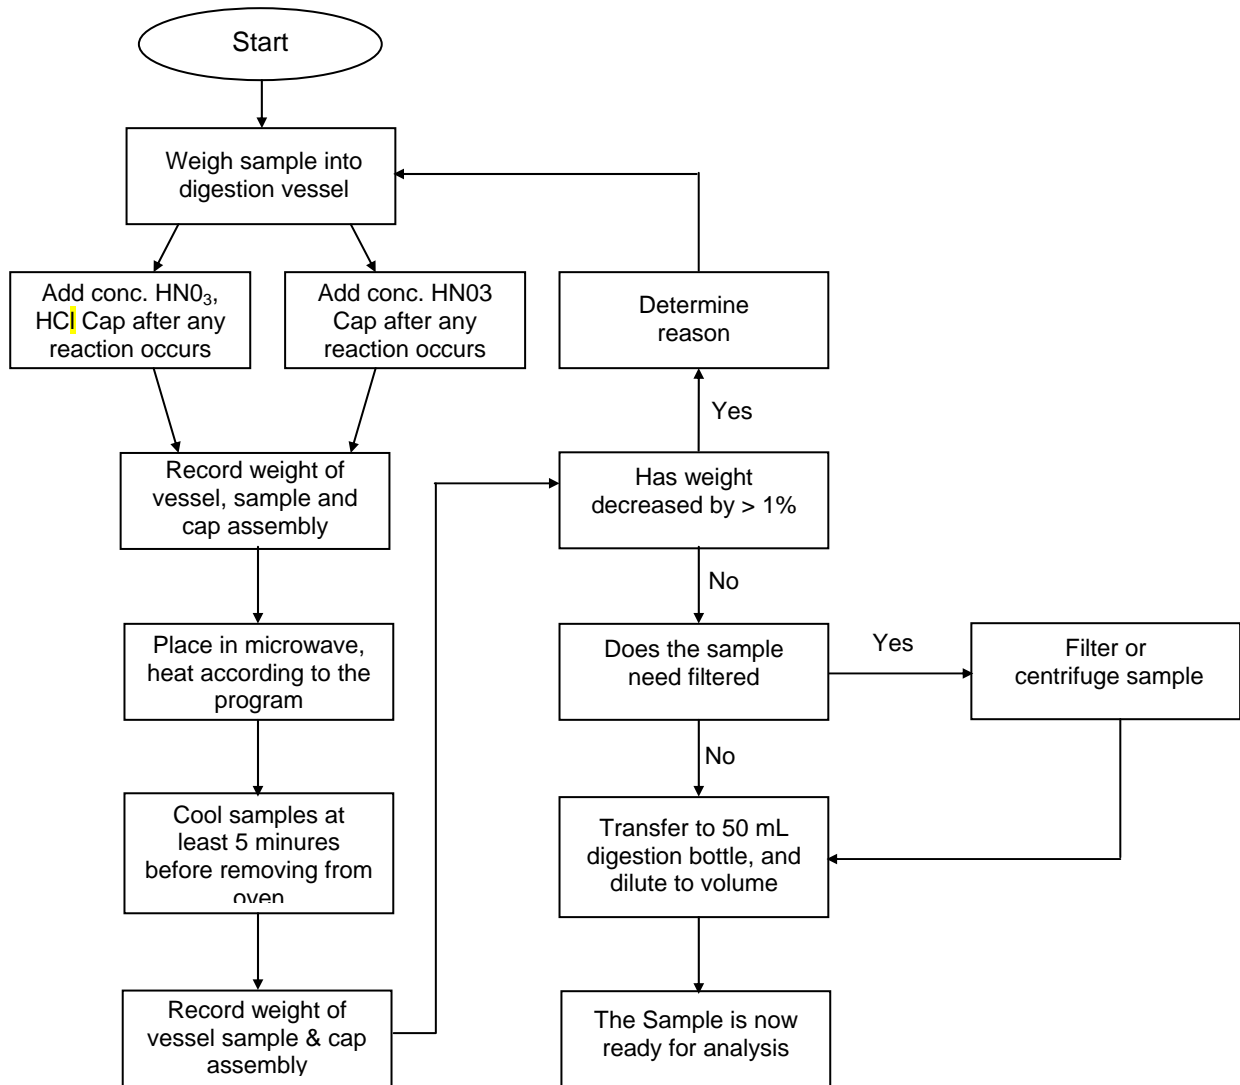 Start
Weigh sample into
digestion vessel
Add conc. HN0₃,
HCl Cap after any
reaction occurs
Add conc. HN03
Cap after any
reaction occurs
Determine
reason
Yes
Record weight of
vessel, sample and
cap assembly
Has weight
decreased by > 1%
No
Place in microwave,
heat according to the
program
Does the sample
need filtered
Yes
Filter or
centrifuge sample
No
Cool samples at
least 5 minures
before removing from
oven
Transfer to 50 mL
digestion bottle, and
dilute to volume
Record weight of
vessel sample & cap
assembly
The Sample is now
ready for analysis